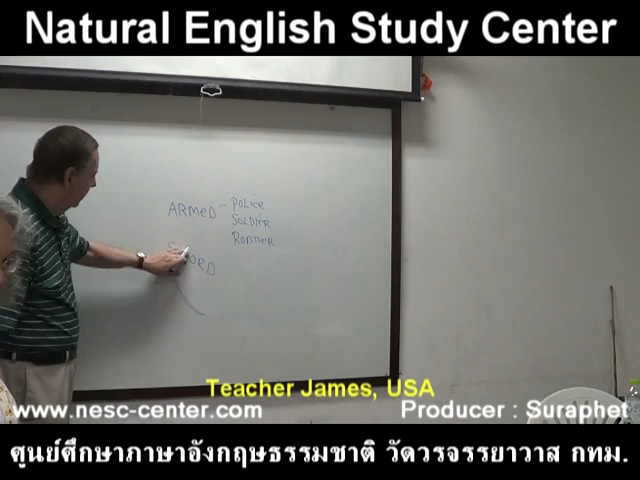 Natural English Study Center
ARMED - POLICE
SOLDIER
ROBBER
Teacher James, USA
www.nesc-center.com Producer : Suraphet
ศูนย์ศึกษาภาษาอังกฤษธรรมชาติ วัดวรจรรยาวาส กทม.